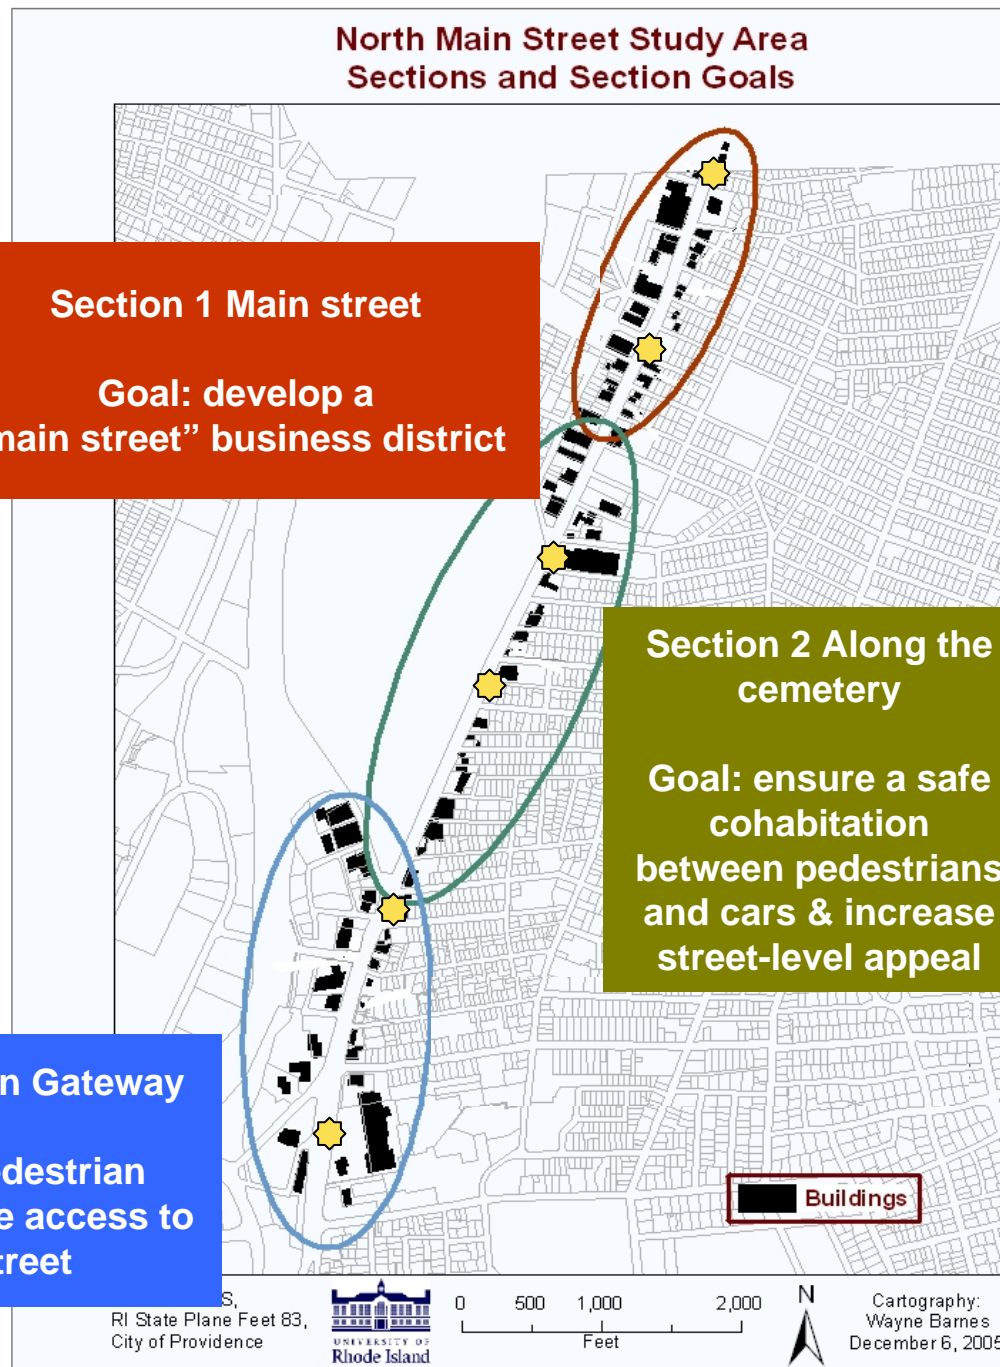 North Main Street Study Area
Sections and Section Goals
Section 1 Main street
Goal: develop a
main street” business district
Section 2 Along the
cemetery
Goal: ensure a safe
cohabitation
between pedestrians
and cars & increase
street-level appeal
n Gateway
destrian
e access to
treet
Buildings
S,
RI State Plane Feet 83,
City of Providence
UNIVERSITY OF
Rhode Island
0 500 1,000 2,000
Feet
N
Cartography:
Wayne Barnes
December 6, 2005